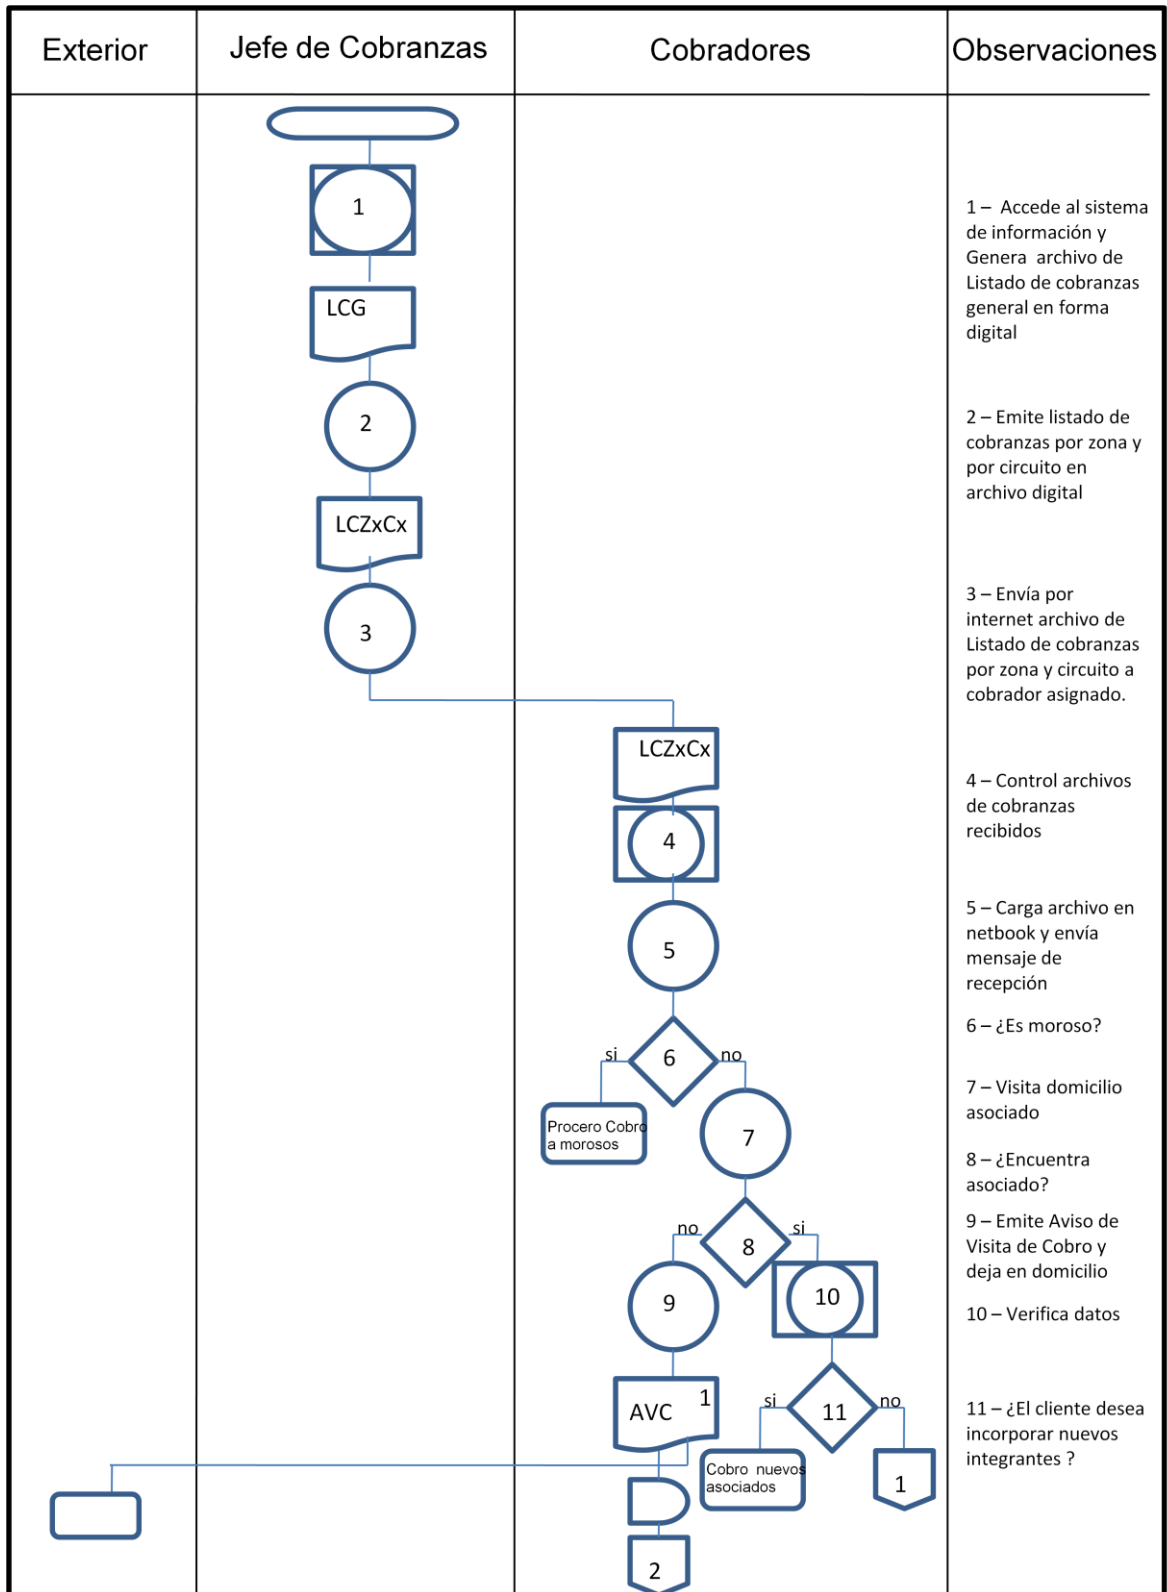 Exterior
Jefe de Cobranzas
Cobradores
Observaciones
1
LCG
2
LCZxCx
3
LCZxCx
4
5
6
si
no
Procero Cobro
a morosos
7
8
no
si
9
10
AVC
1
11
si
no
Cobro nuevos
asociados
1
2
1 – Accede al sistema
de información y
Genera archivo de
Listado de cobranzas
general en forma
digital
2 – Emite listado de
cobranzas por zona y
por circuito en
archivo digital
3 – Envía por
internet archivo de
Listado de cobranzas
por zona y circuito a
cobrador asignado.
4 – Control archivos
de cobranzas
recibidos
5 – Carga archivo en
netbook y envía
mensaje de
recepción
6 – ¿Es moroso?
7 – Visita domicilio
asociado
8 – ¿Encuentra
asociado?
9 – Emite Aviso de
Visita de Cobro y
deja en domicilio
10 – Verifica datos
11 – ¿El cliente desea
incorporar nuevos
integrantes ?